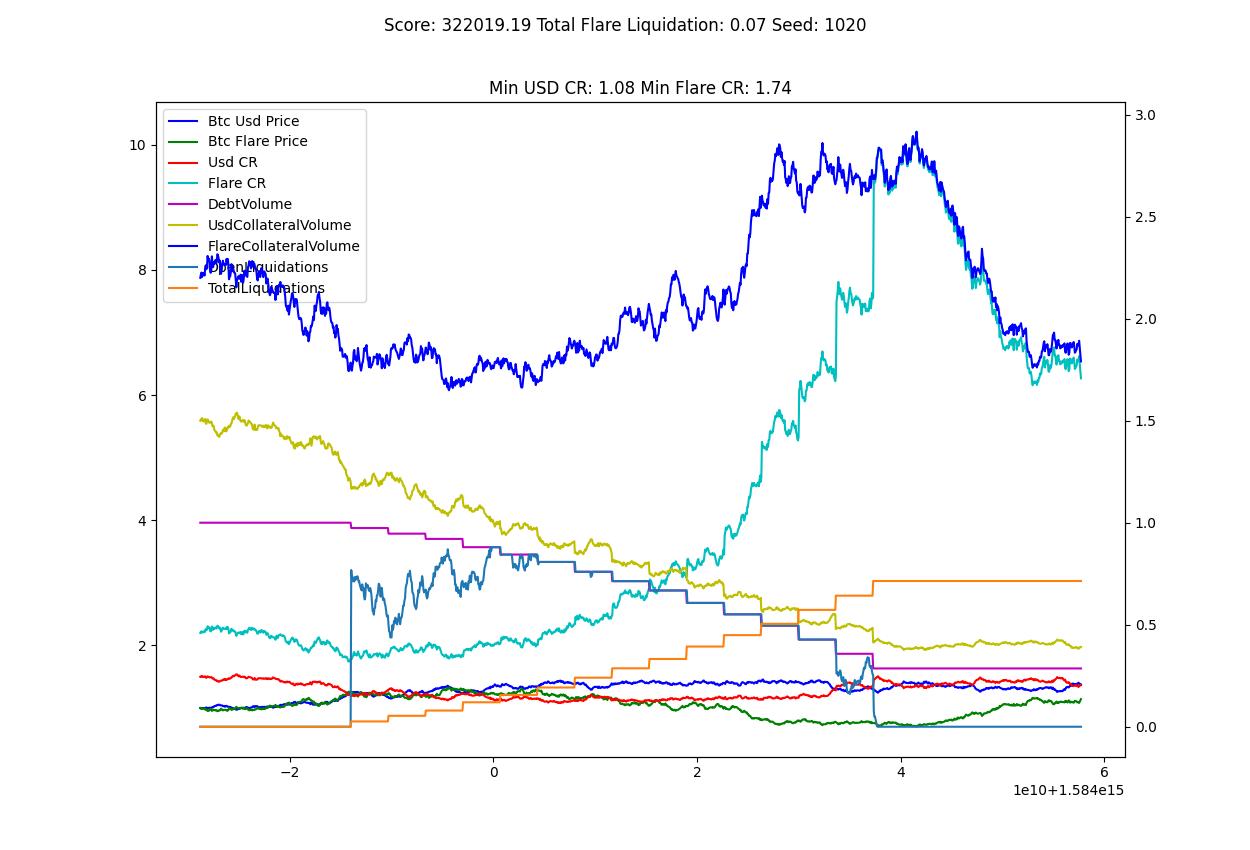 Score: 322019.19 Total Flare Liquidation: 0.07 Seed: 1020
Min USD CR: 1.08 Min Flare CR: 1.74
Btc Usd Price
Btc Flare Price
Usd CR
Flare CR
DebtVolume
UsdCollateralVolume
FlareCollateralVolume
OpenLiquidations
TotalLiquidations
10
8
6
4
2
3.0
2.5
2.0
1.5
1.0
0.5
0.0
−2
0
2
4
6
1e10+1.584e15